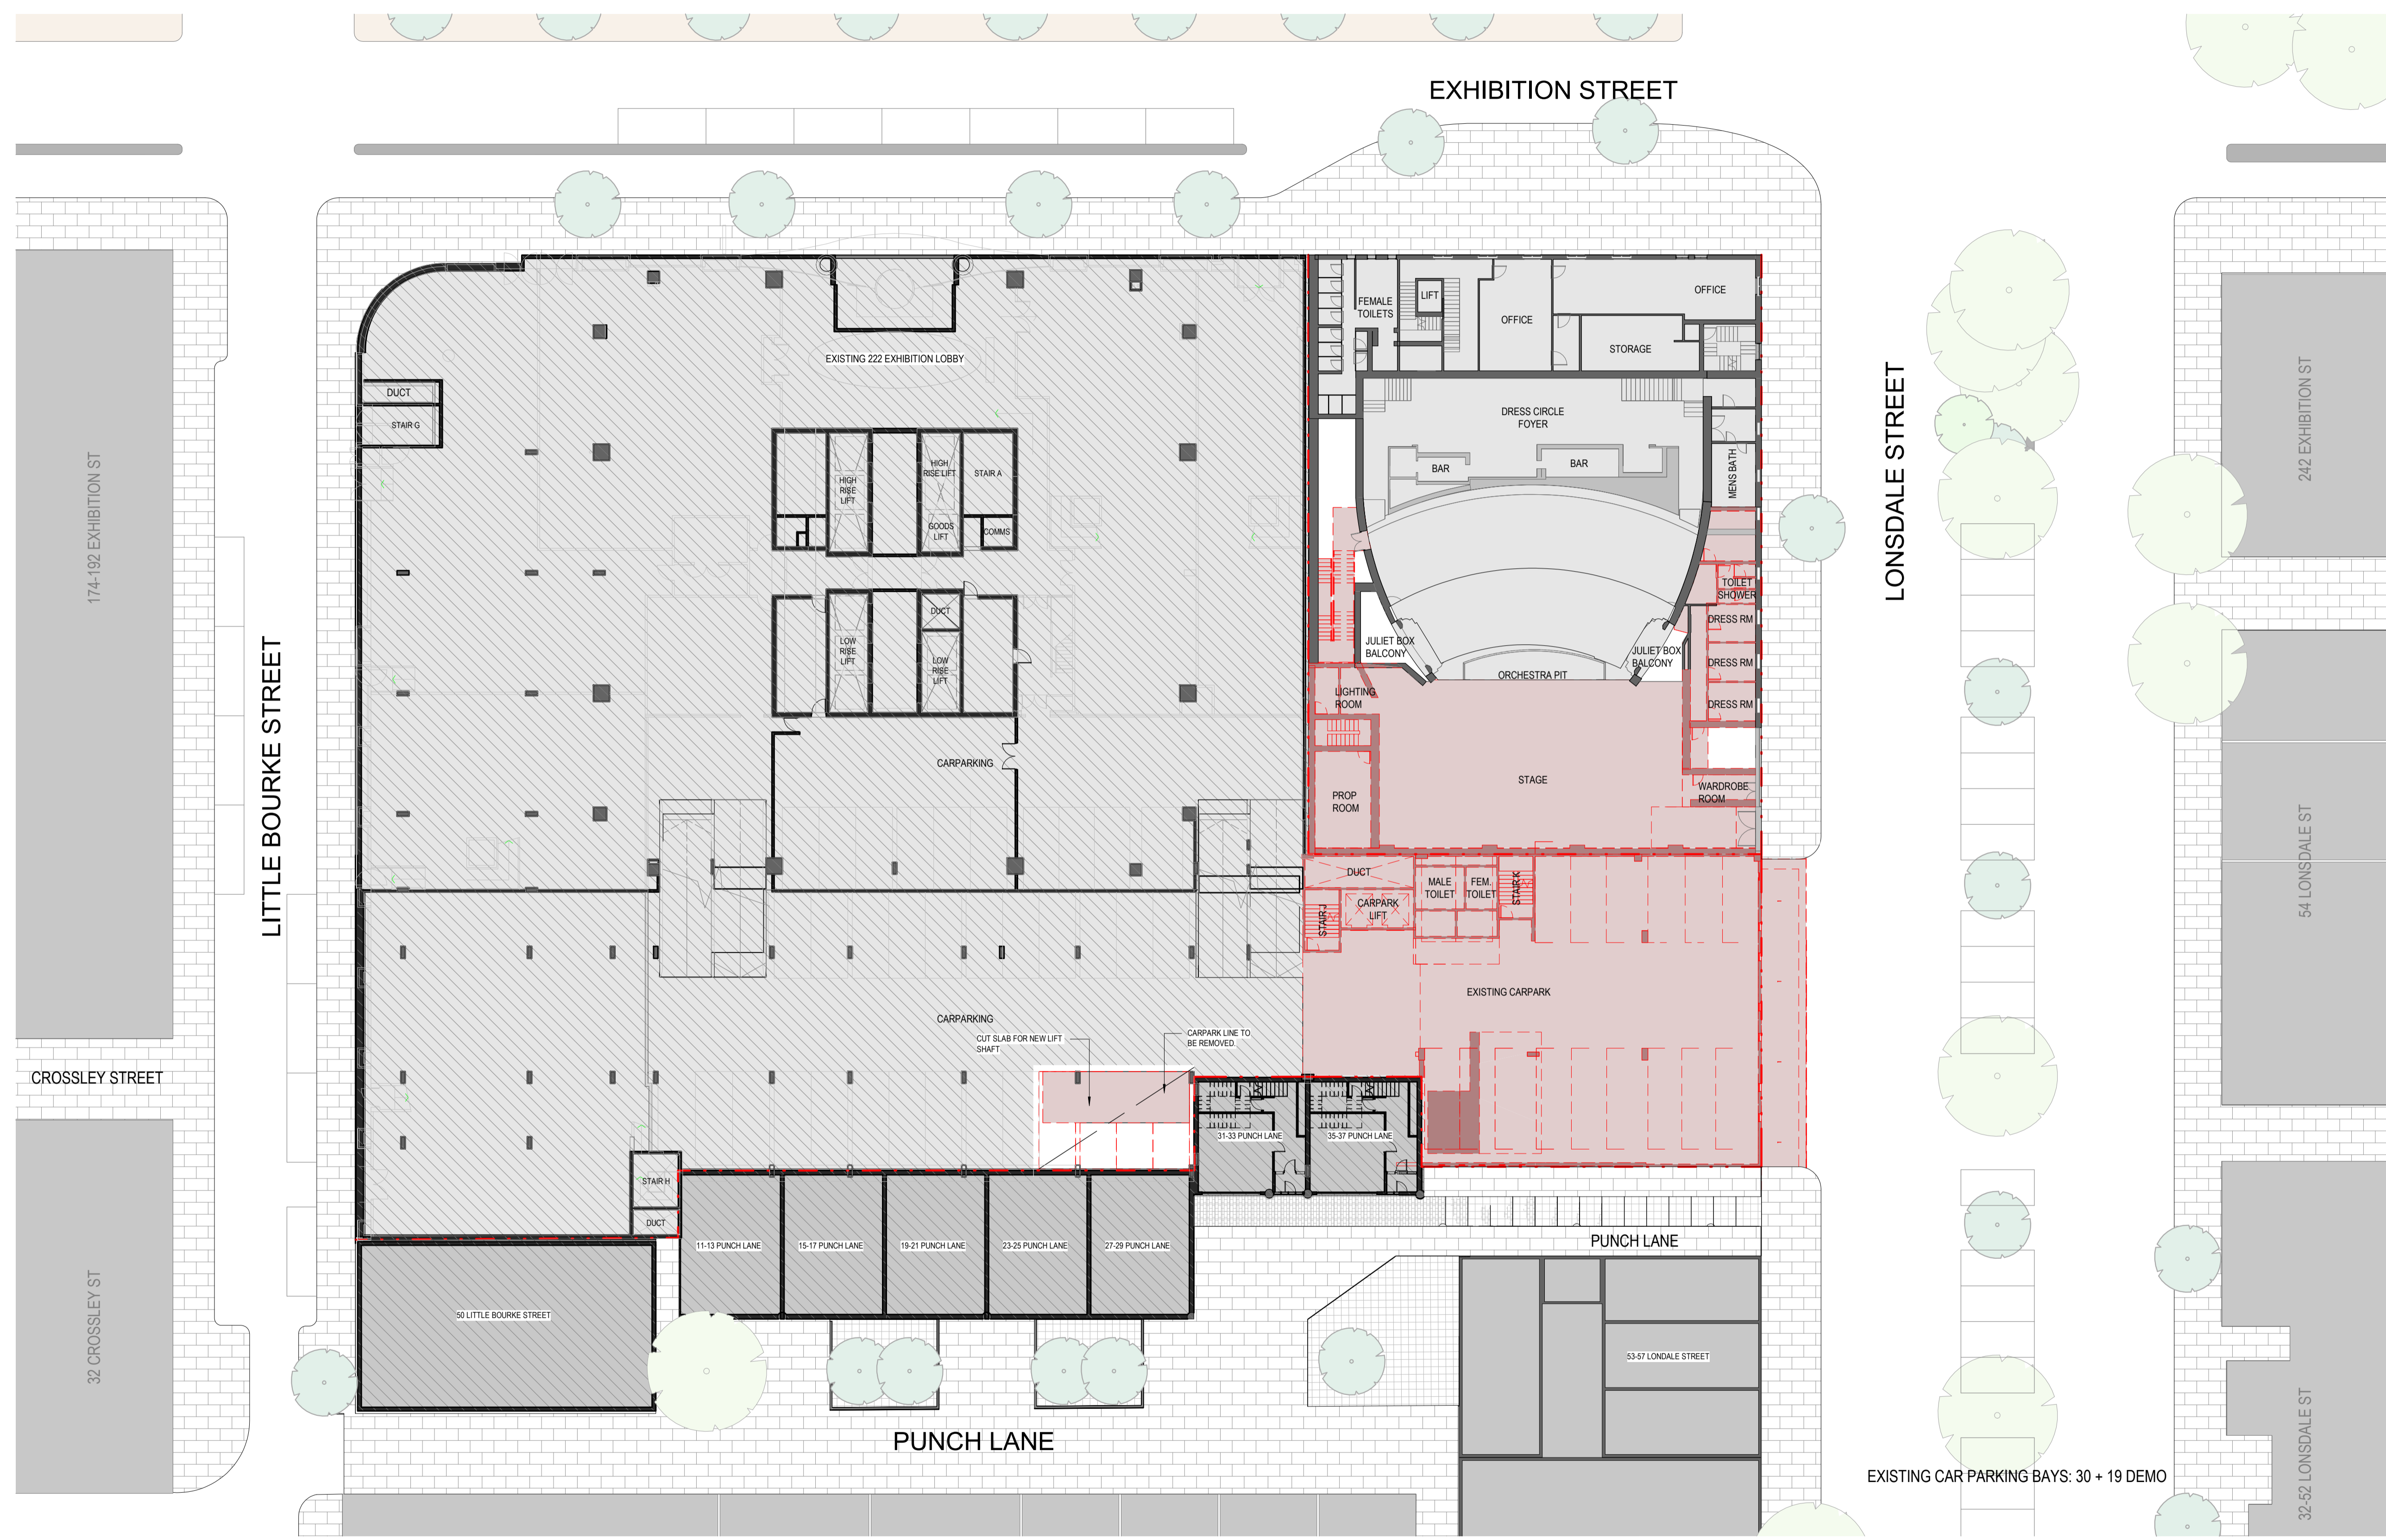 EXHIBITION STREET
OFFICE
FEMALE
TOILETS
LIFT
OFFICE
STORAGE
EXISTING 222 EXHIBITION LOBBY
DUCT
STAIR G
DRESS CIRCLE
FOYER
BAR
BAR
MENS BATH
HIGH
RISE LIFT
STAIR A
HIGH
RISE
LIFT
GOODS
LIFT
COMMS
LONSDALE STREET
242 EXHIBITION ST
174-192 EXHIBITION ST
TOILET
SHOWER
DUCT
DRESS RM
LOW
RISE
LIFT
LOW
RISE
LIFT
JULIET BOX
BALCONY
JULIET BOX
BALCONY
DRESS RM
ORCHESTRA PIT
LIGHTING
ROOM
DRESS RM
LITTLE BOURKE STREET
CARPARKING
STAGE
WARDROBE
ROOM
PROP
ROOM
54 LONSDALE ST
DUCT
MALE
TOILET
FEM.
TOILET
STAIR K
CARPARK
LIFT
STAIR J
EXISTING CARPARK
CARPARKING
CUT SLAB FOR NEW LIFT
SHAFT
CARPARK LINE TO
BE REMOVED.
CROSSLEY STREET
31-33 PUNCH LANE
35-37 PUNCH LANE
STAIR H
DUCT
11-13 PUNCH LANE
15-17 PUNCH LANE
19-21 PUNCH LANE
23-25 PUNCH LANE
27-29 PUNCH LANE
PUNCH LANE
50 LITTLE BOURKE STREET
32 CROSSLEY ST
53-57 LONDALE STREET
PUNCH LANE
32-52 LONSDALE ST
EXISTING CAR PARKING BAYS: 30 + 19 DEMO